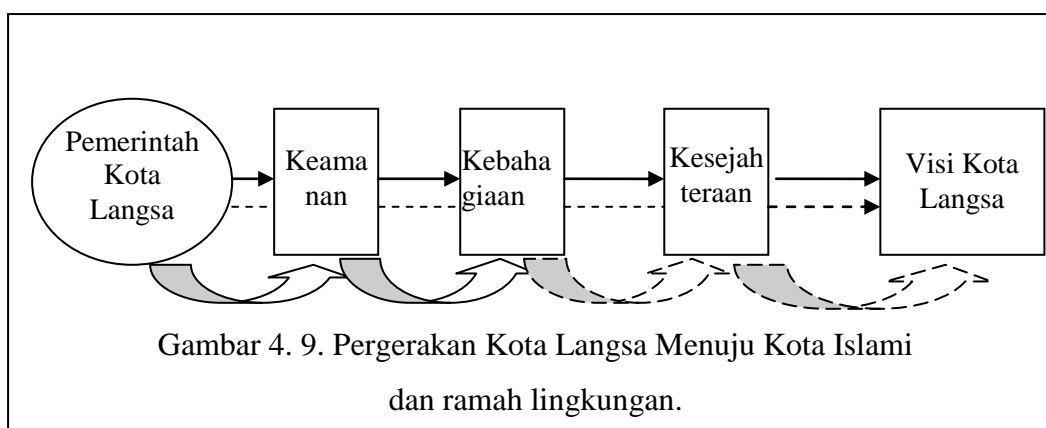 Pemerintah
Kota
Langsa
Keama
nan
Kebaha
giaan
Kesejah
teraan
Visi Kota
Langsa
Gambar 4. 9. Pergerakan Kota Langsa Menuju Kota Islami
dan ramah lingkungan.